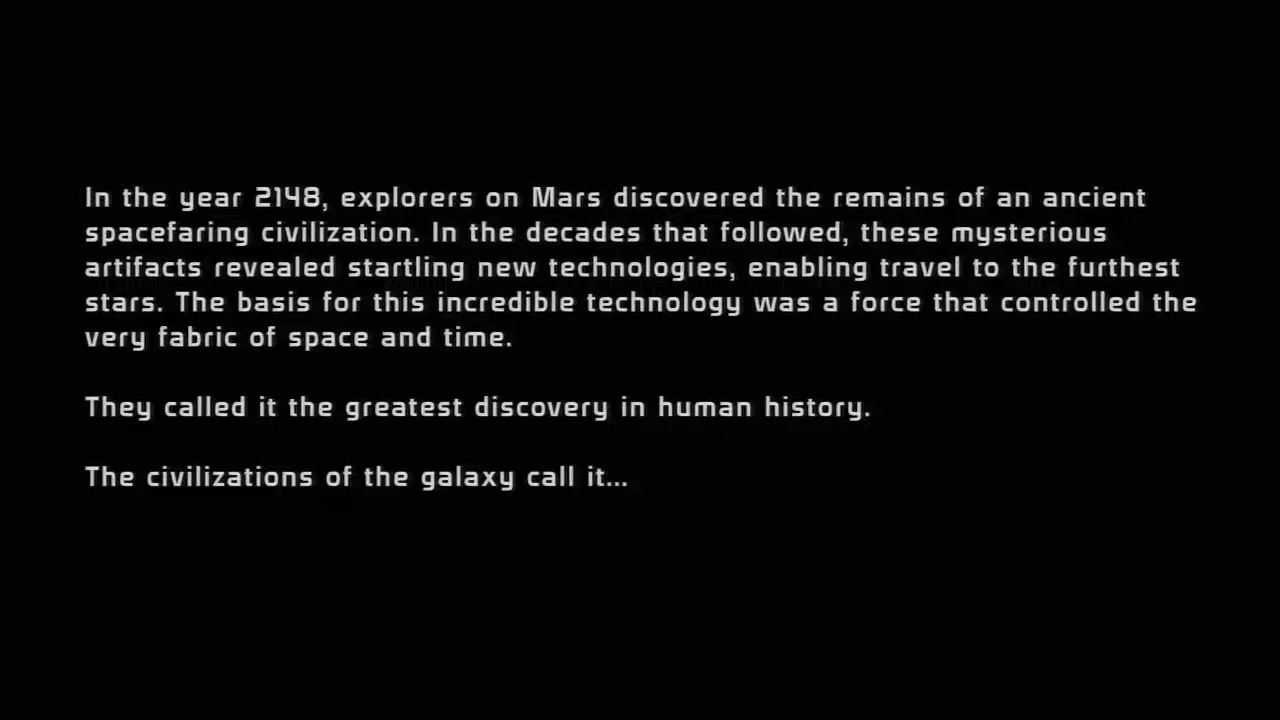 In the year 2148, explorers on Mars discovered the remains of an ancient
spacefaring civilization. In the decades that followed, these mysterious
artifacts revealed startling new technologies, enabling travel to the furthest
stars. The basis for this incredible technology was a force that controlled the
very fabric of space and time.
They called it the greatest discovery in human history.
The civilizations of the galaxy call it...